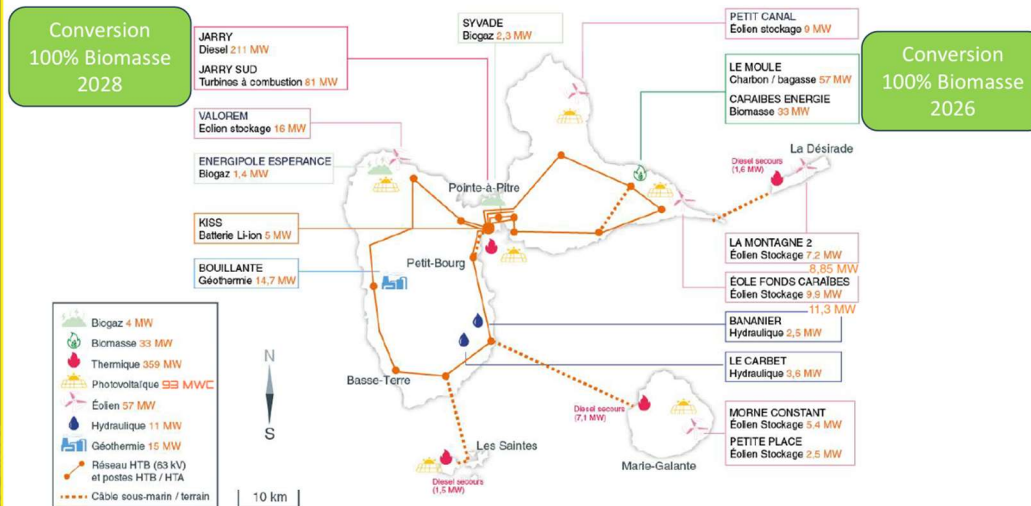 Conversion
100% Biomasse
2028
JARRY
Diesel 211 MW
JARRY SUD
Turbines à combustion 81 MW
VALOREM
Eolien stockage 16 MW
ENERGIPOLE ESPERANCE
Biogaz 1,4 MW
KISS
Batterie Li-ion 5 MW
BOUILLANTE
Géothermie 14,7 MW
SYVADE
Biogaz 2,3 MW
PETIT CANAL
Éolien stockage 9 MW
LE MOULE
Charbon / bagasse 57 MW
CARAIBES ENERGIE
Biomasse 33 MW
Conversion
100% Biomasse
2026
La Désirade
Diesel secours
(1,6 MW)
Pointe-à-Pitre
Petit-Bourg
Basse-Terre
LA MONTAGNE 2
Éolien Stockage 7.2 MW
8,85 MW
ÉOLE FONDS CARAÏBES
Éolien Stockage 9.9 MW
11,3 MW
BANANIER
Hydraulique 2,5 MW
LE CARBET
Hydraulique 3,6 MW
MORNE CONSTANT
Éolien Stockage 5.4 MW
PETITE PLACE
Éolien Stockage 2,5 MW
Diesel secours
(7,1 MW)
Marie-Galante
Les Saintes
Diesel secours
(1,5 MW)
Biogaz 4 MW
Biomasse 33 MW
Thermique 359 MW
Photovoltaïque 93 MWC
Éolien 57 MW
Hydraulique 11 MW
Géothermie 15 MW
Réseau HTB (63 kV)
et postes HTB / HTA
Câble sous-marin / terrain
N
S
10 km